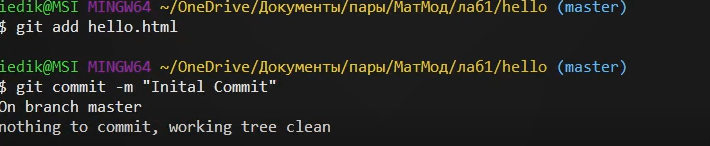 iedik@MSI MINGW64 ~/OneDrive/Документы/пары/МатМод/лаб1/hello (master)
$ git add hello.html
iedik@MSI MINGW64 ~/OneDrive/Документы/пары/МатМод/лаб1/hello (master)
$ git commit -m "Inital Commit"
On branch master
nothing to commit, working tree clean